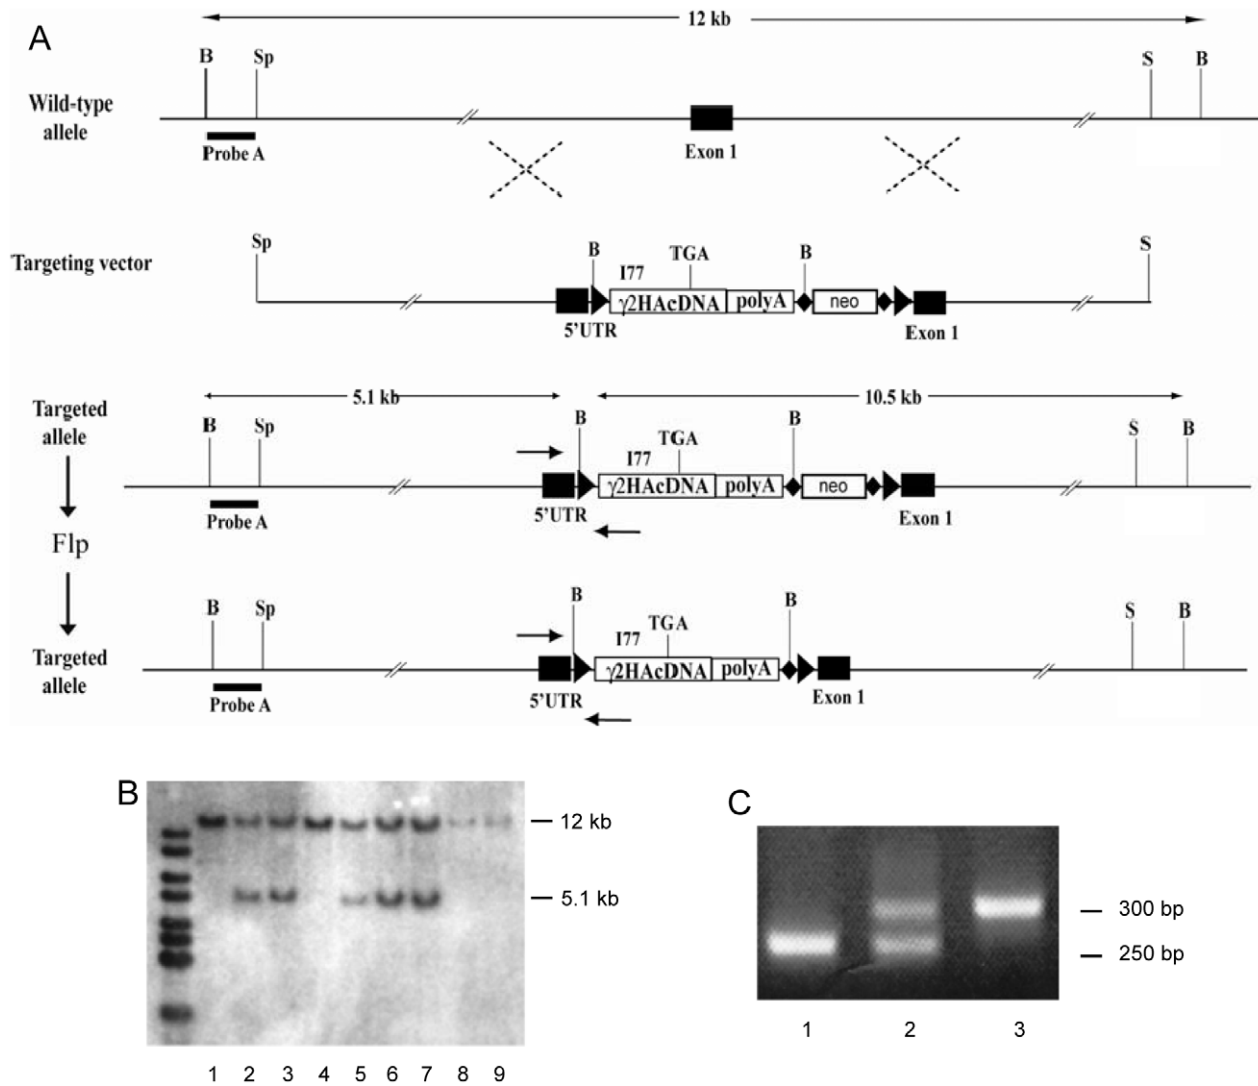 A
12 kb
B Sp S B
Wild-type
allele
Probe A
Exon 1
Targeting vector
Sp B TGA B S
I77
γ2HAcDNA polyA neo
5'UTR Exon 1
5.1 kb 10.5 kb
Targeted
allele
B Sp B TGA B S B
I77
γ2HAcDNA polyA neo
Probe A 5'UTR Exon 1
Flp
B Sp B TGA B S B
I77
Targeted
allele
γ2HAcDNA polyA
Probe A 5'UTR Exon 1
B
12 kb
5.1 kb
1 2 3 4 5 6 7 8 9
C
300 bp
250 bp
1 2 3